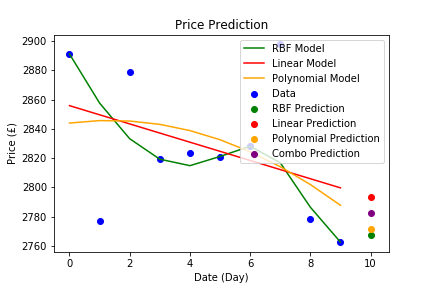 Price Prediction
2900
2880
2860
2840
2820
2800
2780
2760
Price (£)
0
2
4
6
8
10
Date (Day)
RBF Model
Linear Model
Polynomial Model
Data
RBF Prediction
Linear Prediction
Polynomial Prediction
Combo Prediction